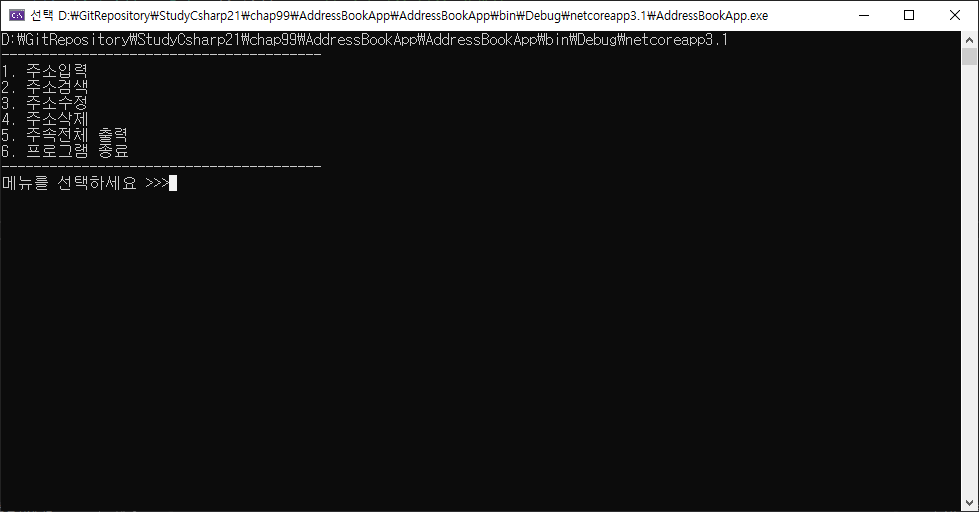 선택 D:₩GitRepository₩StudyCsharp21₩chap99₩AddressBookApp₩AddressBookApp₩bin₩Debug₩netcoreapp3.1₩AddressBookApp.exe
D:₩GitRepository₩StudyCsharp21₩chap99₩AddressBookApp₩AddressBookApp₩bin₩Debug₩netcoreapp3.1
----------------------------------------
1. 주소입력
2. 주소검색
3. 주소수정
4. 주소삭제
5. 주속전체 출력
6. 프로그램 종료
----------------------------------------
메뉴를 선택하세요 >>>